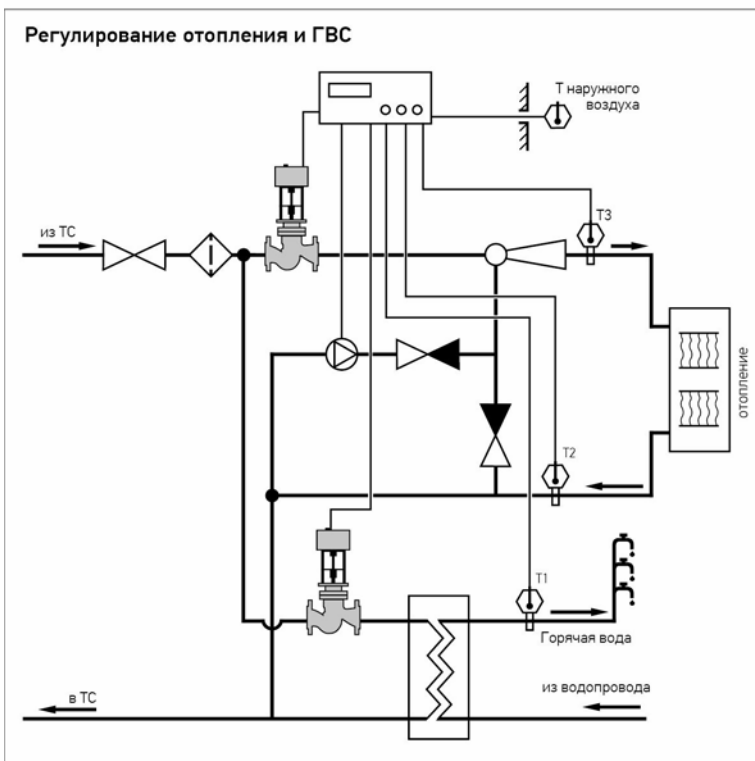 Регулирование отопления и ГВС
Т наружного
воздуха
из ТС
Т3
отопление
Т2
Т1
Горячая вода
в ТС
из водопровода